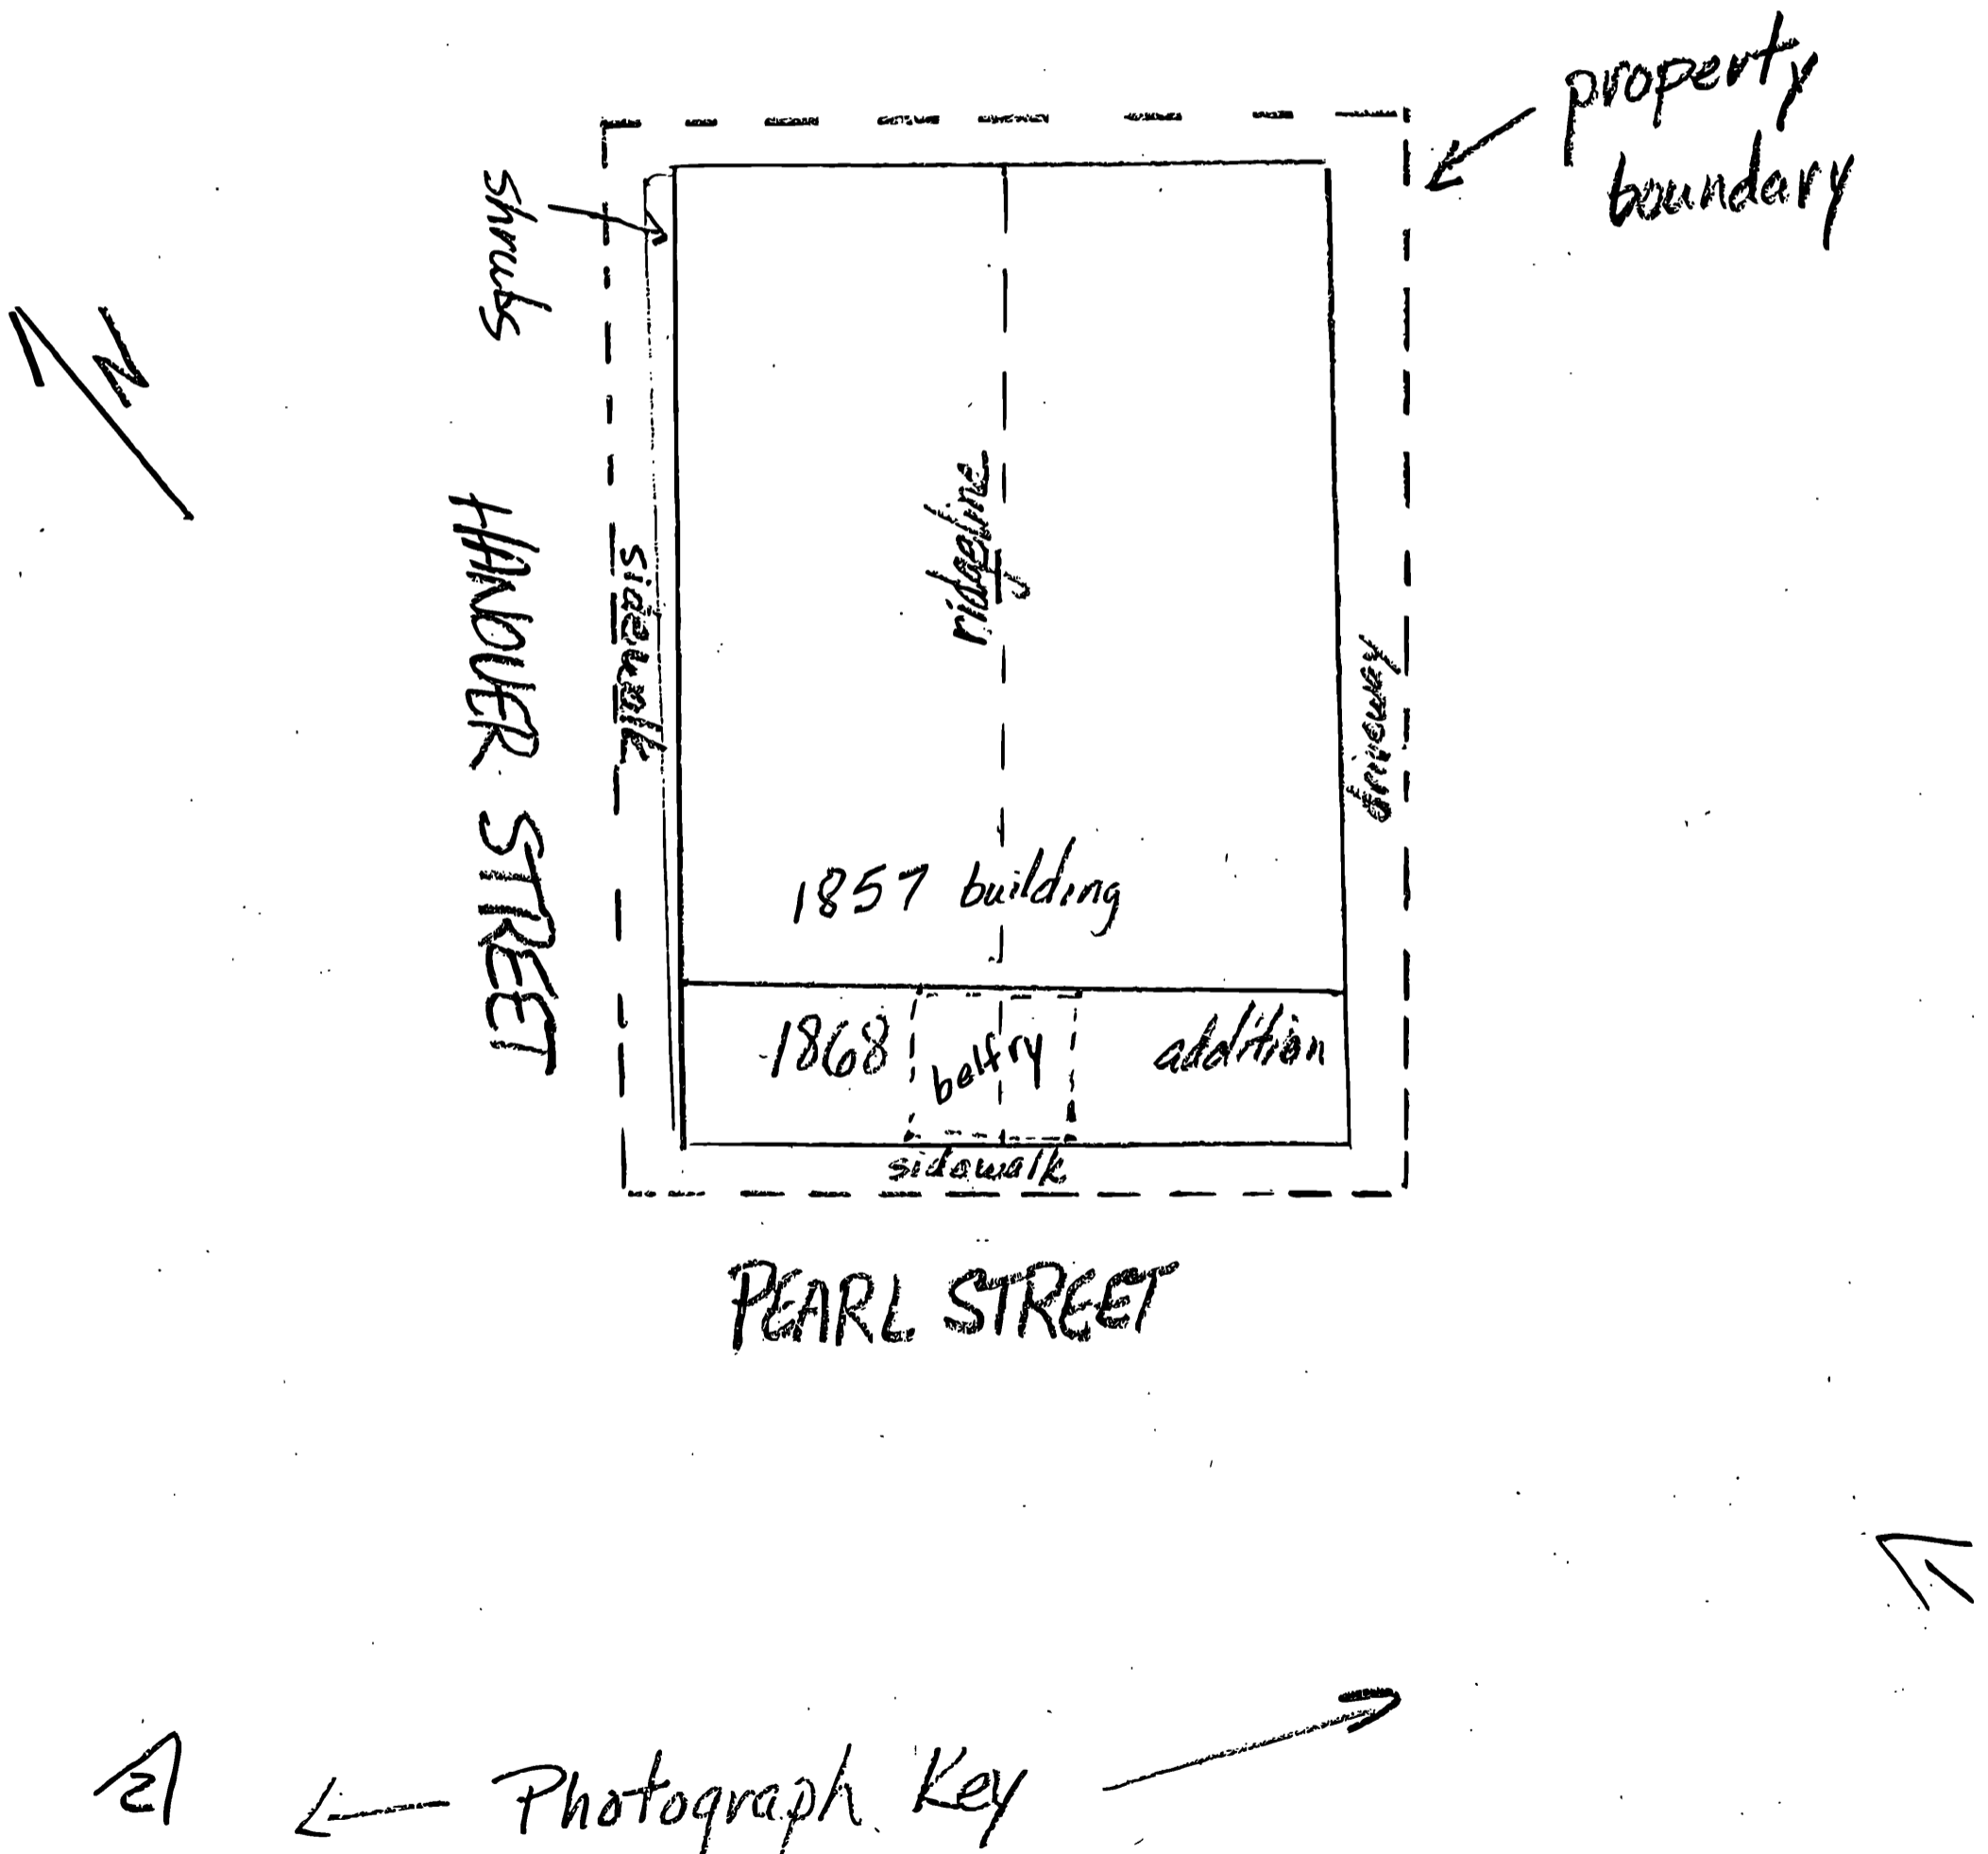 property
boundary
shrubs
N
HANOVER STREET
sidewalk
ridgeline
driveway
1857 building
1868 belfry addition
sidewalk
PEARL STREET
1
2
Photograph Key